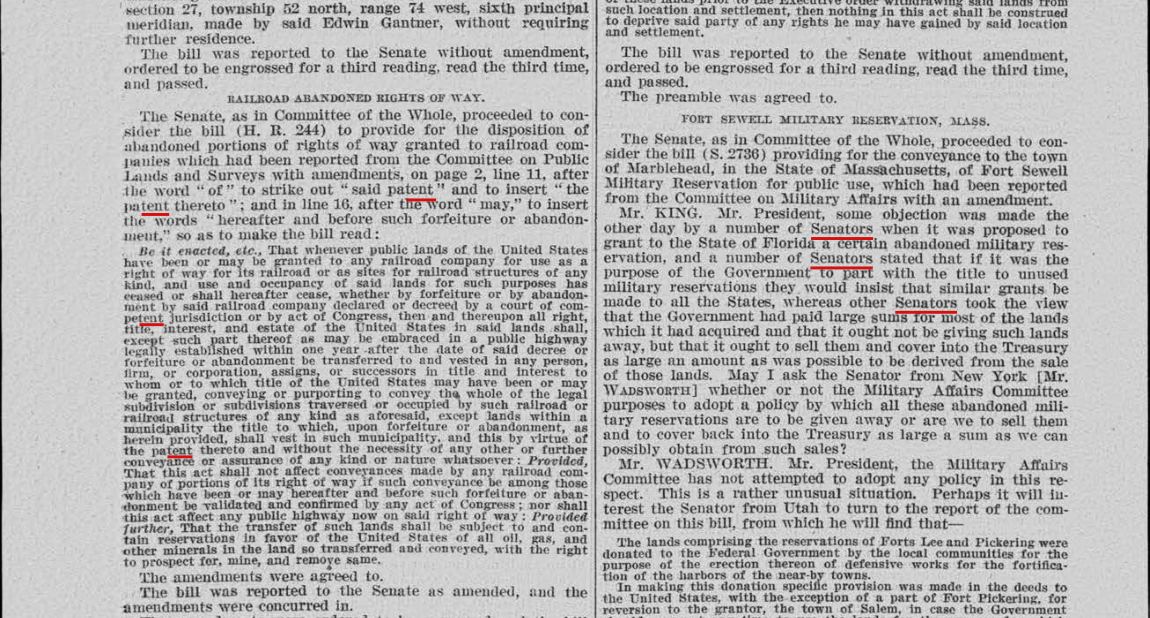 section 27, township 52 north, range 74 west, sixth principal
meridian, made by said Edwin Gantner, without requiring
further residence.
The bill was reported to the Senate without amendment,
ordered to be engrossed for a third reading, read the third time,
and passed.
RAILROAD ABANDONED RIGHTS OF WAY.
The Senate, as in Committee of the Whole, proceeded to con-
sider the bill (H. R. 244) to provide for the disposition of
abandoned portions of rights of way granted to railroad com-
panies which had been reported from the Committee on Public
Lands and Surveys with amendments, on page 2, line 11, after
the word "of" to strike out "said patent" and to insert "the
patent thereto"; and in line 16, after the word "may," to insert
the words "hereafter and before such forfeiture or abandon-
ment," so as to make the bill read:
Be it enacted, etc., That whenever public lands of the United States
have been or may be granted to any railroad company for use as a
right of way for its railroad or as sites for railroad structures of any
kind, and use and occupancy of said lands for such purposes has
ceased or shall hereafter cease, whether by forfeiture or by abandon-
ment by said railroad company declared or decreed by a court of com-
petent jurisdiction or by act of Congress, then and thereupon all right,
title, interest, and estate of the United States in said lands shall,
except such part thereof as may be embraced in a public highway
legally established within one year after the date of said decree or
forfeiture or abandonment be transferred to and vested in any person,
firm, or corporation, assigns, or successors in title and interest to
whom or to which title of the United States may have been or may
be granted, conveying or purporting to convey the whole of the legal
subdivision or subdivisions traversed or occupied by such railroad or
railroad structures of any kind as aforesaid, except lands within a
municipality the title to which, upon forfeiture or abandonment, as
herein provided, shall vest in such municipality, and this by virtue of
the patent thereto and without the necessity of any other or further
conveyance or assurance of any kind or nature whatsoever: Provided,
That this act shall not affect conveyances made by any railroad com-
pany of portions of its right of way if such conveyance be among those
which have been or may hereafter and before such forfeiture or aban-
donment be validated and confirmed by any act of Congress; nor shall
this act affect any public highway now on said right of way: Provided
further, That the transfer of such lands shall be subject to and con-
tain reservations in favor of the United States of all oil, gas, and
other minerals in the land so transferred and conveyed, with the right
to prospect for, mine, and remove same.
The amendments were agreed to.
The bill was reported to the Senate as amended, and the
amendments were concurred in.
of these lands prior to the Executive order withdrawing said lands from
such location and settlement, then nothing in this act shall be construed
to deprive said party of any rights he may have gained by said location
and settlement.
The bill was reported to the Senate without amendment,
ordered to be engrossed for a third reading, read the third time,
and passed.
The preamble was agreed to.
FORT SEWELL MILITARY RESERVATION, MASS.
The Senate, as in Committee of the Whole, proceeded to con-
sider the bill (S. 2736) providing for the conveyance to the town
of Marblehead, in the State of Massachusetts, of Fort Sewell
Military Reservation for public use, which had been reported
from the Committee on Military Affairs with an amendment.
Mr. KING. Mr. President, some objection was made the
other day by a number of Senators when it was proposed to
grant to the State of Florida a certain abandoned military res-
ervation, and a number of Senators stated that if it was the
purpose of the Government to part with the title to unused
military reservations they would insist that similar grants be
made to all the States, whereas other Senators took the view
that the Government had paid large sums for most of the lands
which it had acquired and that it ought not be giving such lands
away, but that it ought to sell them and cover into the Treasury
as large an amount as was possible to be derived from the sale
of those lands. May I ask the Senator from New York [Mr.
WADSWORTH] whether or not the Military Affairs Committee
purposes to adopt a policy by which all these abandoned mili-
tary reservations are to be given away or are we to sell them
and to cover back into the Treasury as large a sum as we can
possibly obtain from such sales?
Mr. WADSWORTH. Mr. President, the Military Affairs
Committee has not attempted to adopt any policy in this re-
spect. This is a rather unusual situation. Perhaps it will in-
terest the Senator from Utah to turn to the report of the com-
mittee on this bill, from which he will find that—
The lands comprising the reservations of Forts Lee and Pickering were
donated to the Federal Government by the local communities for the
purpose of the erection thereon of defensive works for the fortifica-
tion of the harbors of the near-by towns.
In making this donation specific provision was made in the deeds to
the United States, with the exception of a part of Fort Pickering, for
reversion to the grantor, the town of Salem, in case the Government